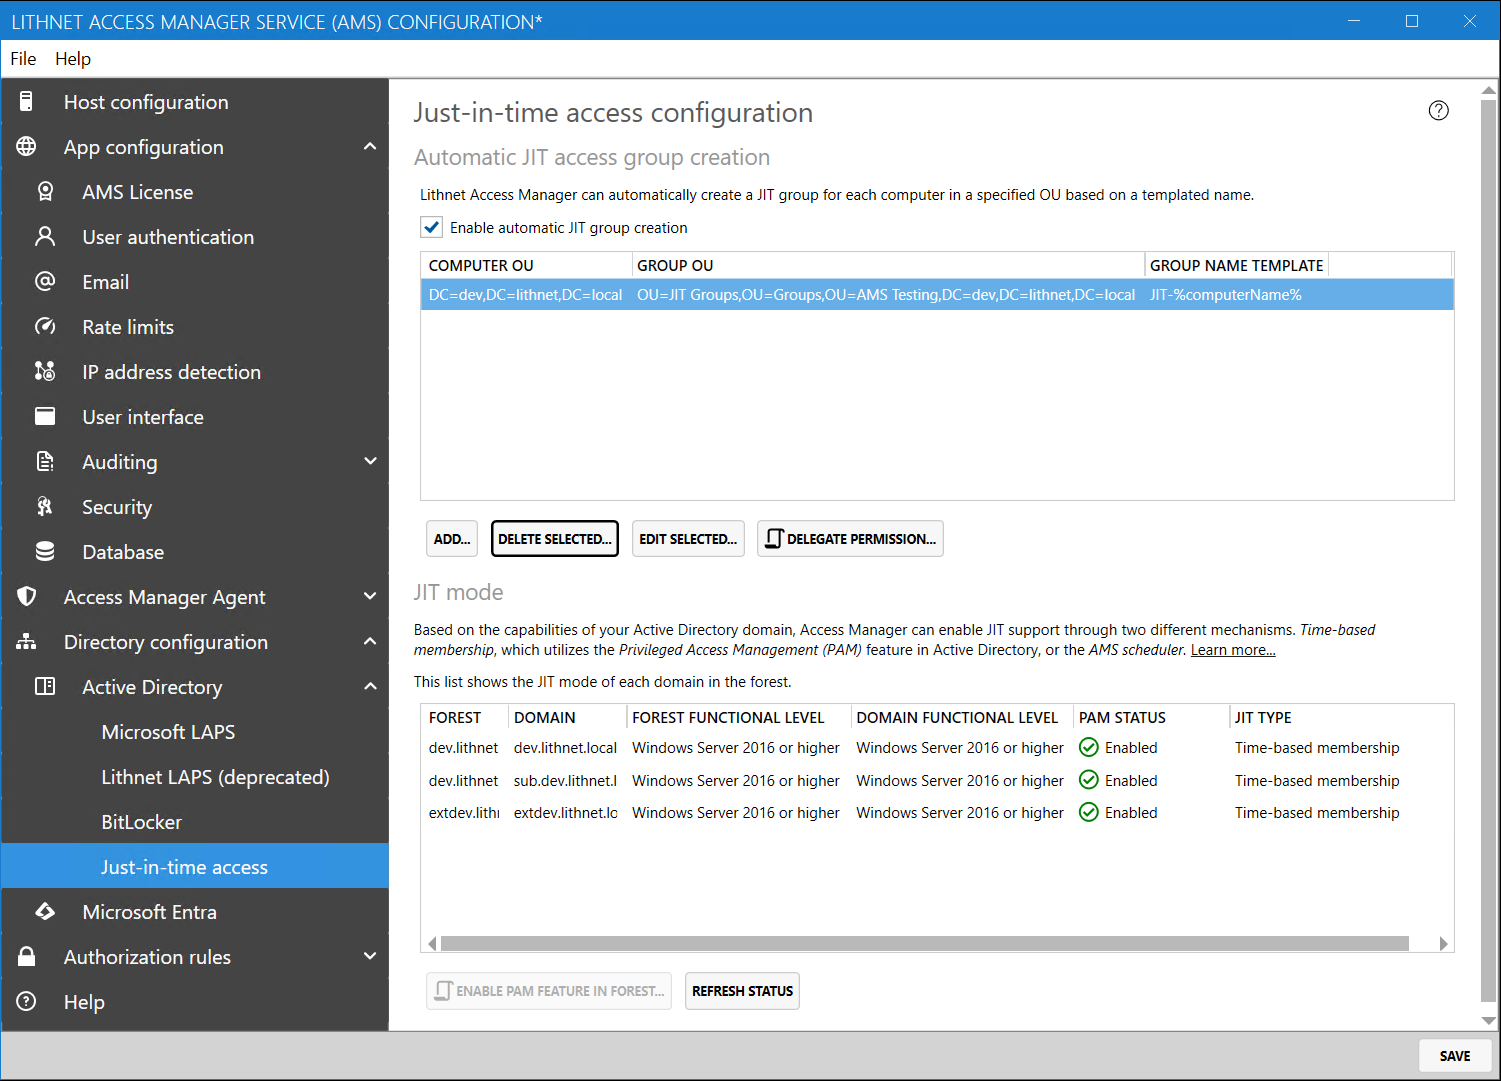 LITHNET ACCESS MANAGER SERVICE (AMS) CONFIGURATION*
File Help
Host configuration
App configuration
AMS License
User authentication
Email
Rate limits
IP address detection
User interface
Auditing
Security
Database
Access Manager Agent
Directory configuration
Active Directory
Microsoft LAPS
Lithnet LAPS (deprecated)
BitLocker
Just-in-time access
Microsoft Entra
Authorization rules
Help
Just-in-time access configuration
Automatic JIT access group creation
Lithnet Access Manager can automatically create a JIT group for each computer in a specified OU based on a templated name.
Enable automatic JIT group creation
COMPUTER OU GROUP OU GROUP NAME TEMPLATE
DC=dev,DC=lithnet,DC=local OU=JIT Groups,OU=Groups,OU=AMS Testing,DC=dev,DC=lithnet,DC=local JIT-%computerName%
ADD... DELETE SELECTED... EDIT SELECTED... DELEGATE PERMISSION...
JIT mode
Based on the capabilities of your Active Directory domain, Access Manager can enable JIT support through two different mechanisms. Time-based
membership, which utilizes the Privileged Access Management (PAM) feature in Active Directory, or the AMS scheduler. Learn more...
This list shows the JIT mode of each domain in the forest.
FOREST DOMAIN FOREST FUNCTIONAL LEVEL DOMAIN FUNCTIONAL LEVEL PAM STATUS JIT TYPE
dev.lithnet dev.lithnet.local Windows Server 2016 or higher Windows Server 2016 or higher Enabled Time-based membership
dev.lithnet sub.dev.lithnet.l Windows Server 2016 or higher Windows Server 2016 or higher Enabled Time-based membership
extdev.lith extdev.lithnet.lo Windows Server 2016 or higher Windows Server 2016 or higher Enabled Time-based membership
ENABLE PAM FEATURE IN FOREST... REFRESH STATUS
SAVE